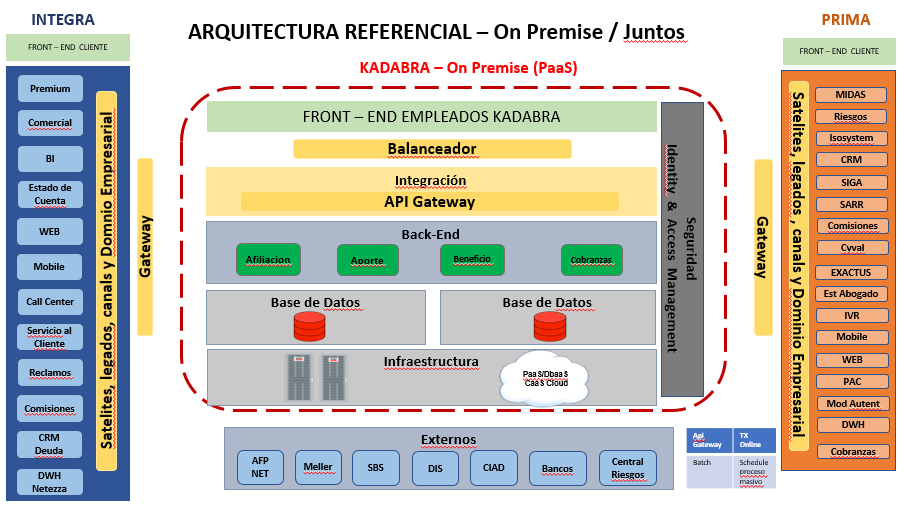 INTEGRA
ARQUITECTURA REFERENCIAL – On Premise / Juntos
PRIMA
FRONT – END CLIENTE
KADABRA – On Premise (PaaS)
FRONT – END CLIENTE
Premium
Comercial
BI
Estado de
Cuenta
WEB
Mobile
Call Center
Servicio al
Cliente
Reclamos
Comisiones
CRM
Deuda
DWH
Netezza
Satelites, legados, canals y Domnio Empresarial
Gateway
FRONT – END EMPLEADOS KADABRA
Balanceador
Integración
API Gateway
Back-End
Afiliacion
Aporte
Beneficio
Cobranzas
Base de Datos
Base de Datos
Infraestructura
PaaS/DbaaS
CaaS Cloud
Seguridad
Identity & Access Management
Gateway
Satelites, legados , canals y Dominio Empresarial
MIDAS
Riesgos
Isosystem
CRM
SIGA
SARR
Comisiones
Cyval
EXACTUS
Est Abogado
IVR
Mobile
WEB
PAC
Mod Autent
DWH
Cobranzas
Externos
AFP
NET
Meller
SBS
DIS
CIAD
Bancos
Central
Riesgos
Api
Gateway
TX
Online
Batch
Schedule
proceso
masivo